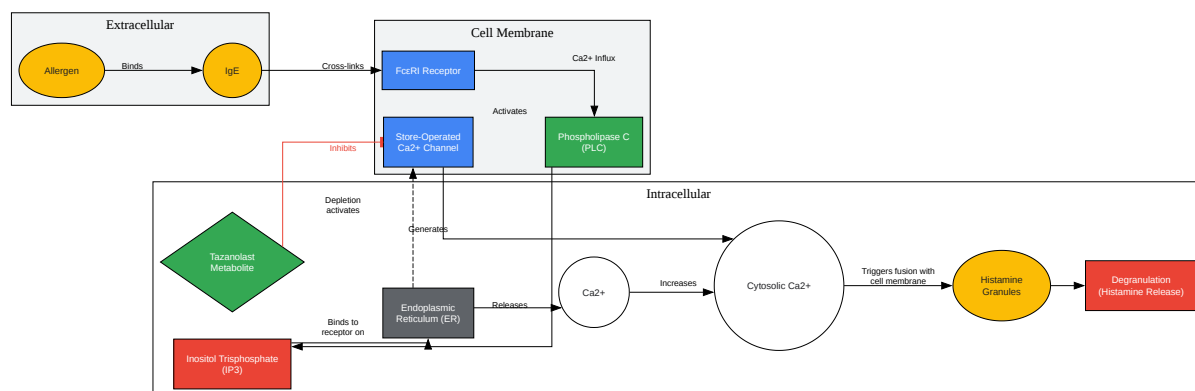 Extracellular
Allergen
Binds
IgE
Cross-links
Cell Membrane
FcεRI Receptor
Ca2+ Influx
Activates
Store-Operated
Ca2+ Channel
Phospholipase C
(PLC)
Inhibits
Intracellular
Depletion
activates
Generates
Tazanolast
Metabolite
Endoplasmic
Reticulum (ER)
Releases
Ca2+
Increases
Cytosolic Ca2+
Triggers fusion with
cell membrane
Histamine
Granules
Degranulation
(Histamine Release)
Binds to
receptor on
Inositol Trisphosphate
(IP3)